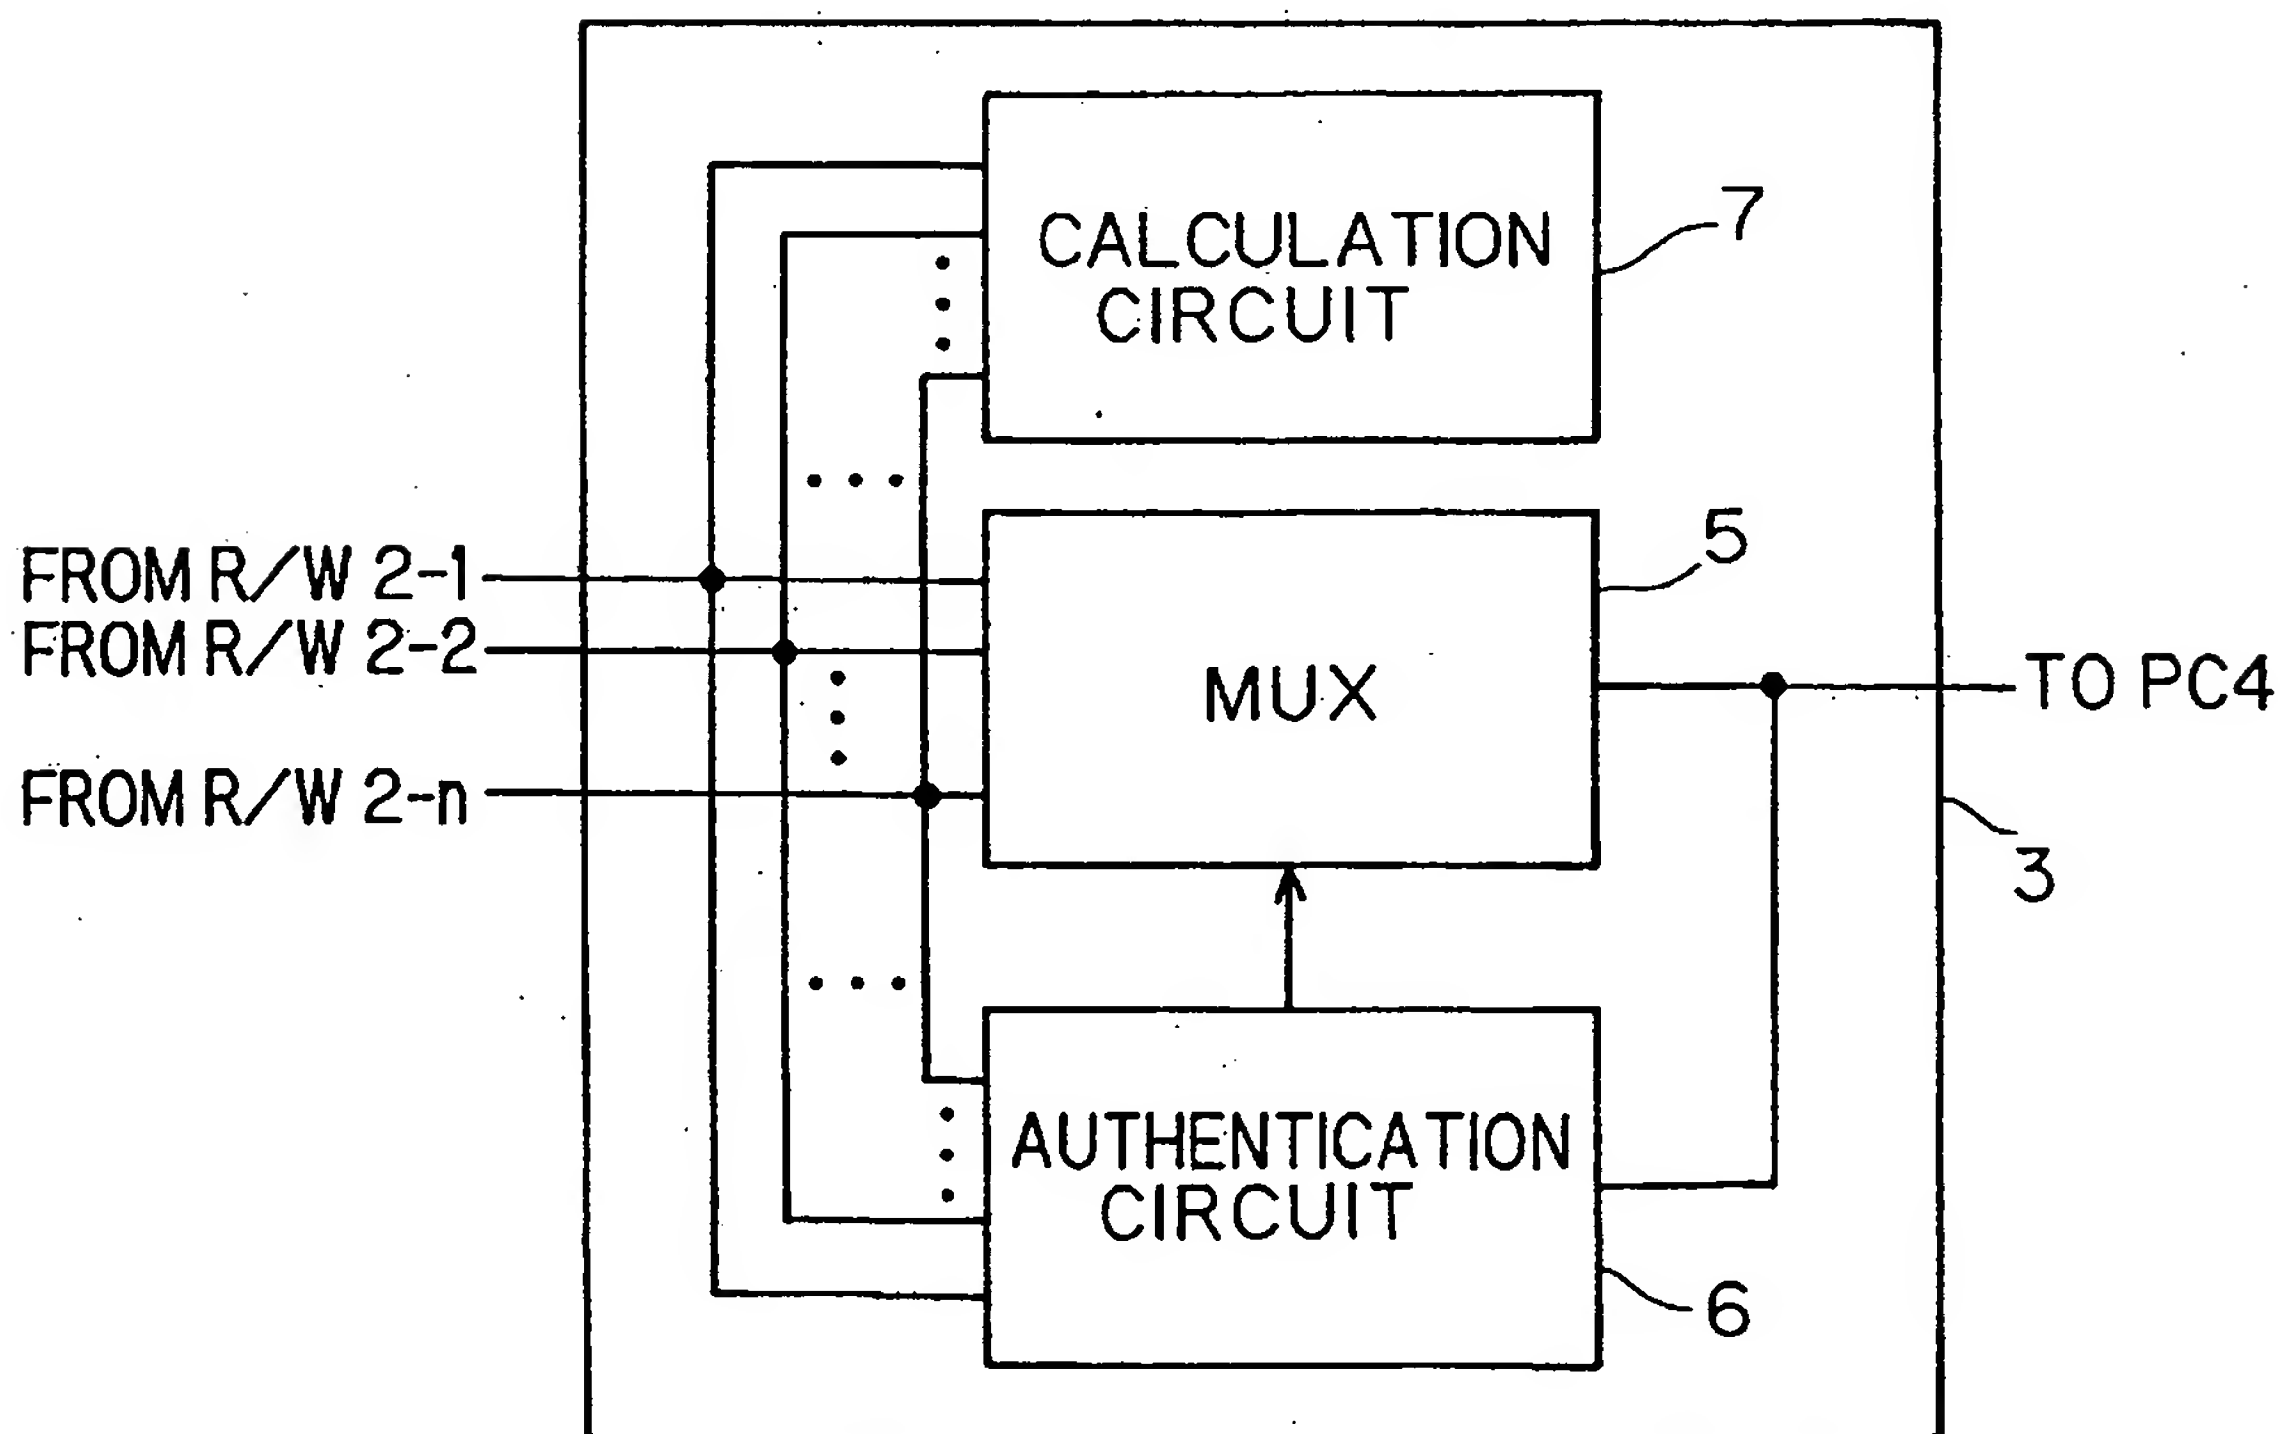 CALCULATION
CIRCUIT
7
5
FROM R/W 2-1
FROM R/W 2-2
MUX
TO PC4
FROM R/W 2-n
3
AUTHENTICATION
CIRCUIT
6